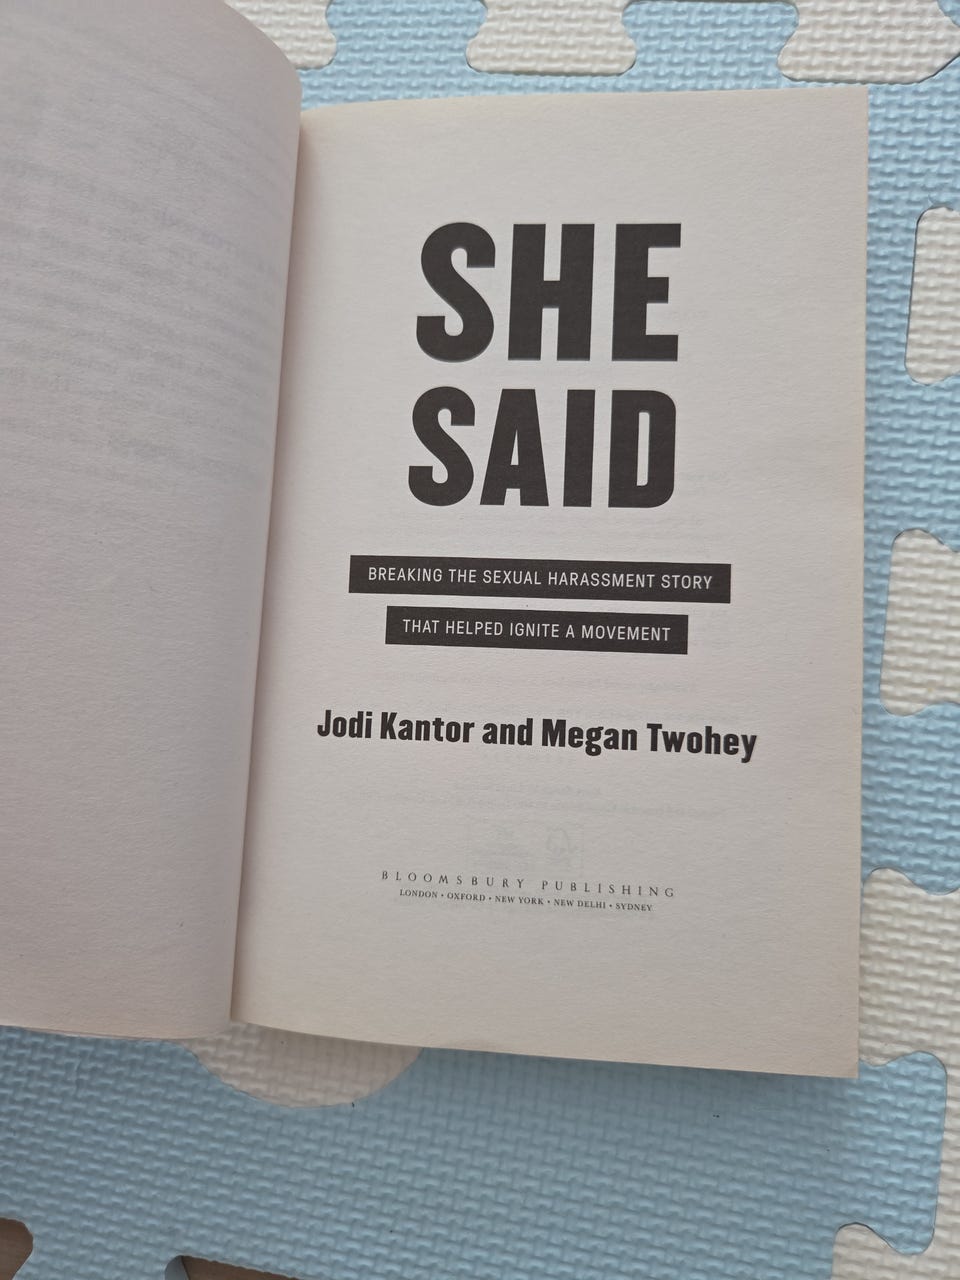 SHE
SAID
BREAKING THE SEXUAL HARASSMENT STORY
THAT HELPED IGNITE A MOVEMENT
Jodi Kantor and Megan Twohey
BLOOMSBURY PUBLISHING
LONDON • OXFORD • NEW YORK • NEW DELHI • SYDNEY